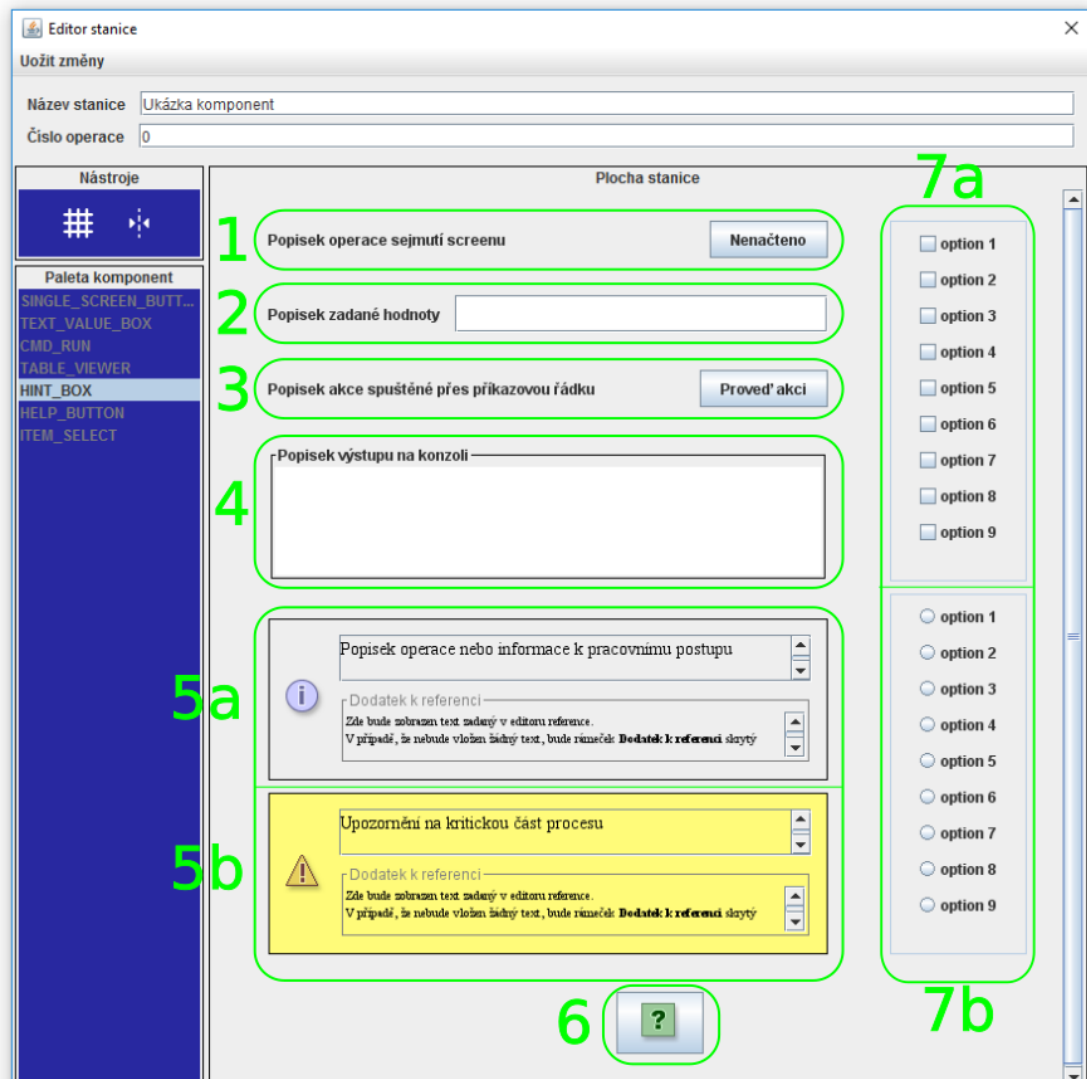 Editor stanice
Uožit změny
Název stanice Ukázka komponent
Číslo operace 0
Nástroje
Paleta komponent
SINGLE_SCREEN_BUTT...
TEXT_VALUE_BOX
CMD_RUN
TABLE_VIEWER
HINT_BOX
HELP_BUTTON
ITEM_SELECT
Plocha stanice
1 Popisek operace sejmutí screenu Nenačteno
2 Popisek zadané hodnoty
3 Popisek akce spuštěné přes příkazovou řádku Proveď akci
4 Popisek výstupu na konzoli
5a
Popisek operace nebo informace k pracovnímu postupu
Dodatek k referenci
Zde bude zobrazen text zadaný v editoru reference.
V případě, že nebude vložen žádný text, bude rámeček Dodatek k referenci skrytý
5b
Upozornění na kritickou část procesu
Dodatek k referenci
Zde bude zobrazen text zadaný v editoru reference.
V případě, že nebude vložen žádný text, bude rámeček Dodatek k referenci skrytý
6 ?
7a
option 1
option 2
option 3
option 4
option 5
option 6
option 7
option 8
option 9
option 1
option 2
option 3
option 4
option 5
option 6
option 7
option 8
option 9
7b